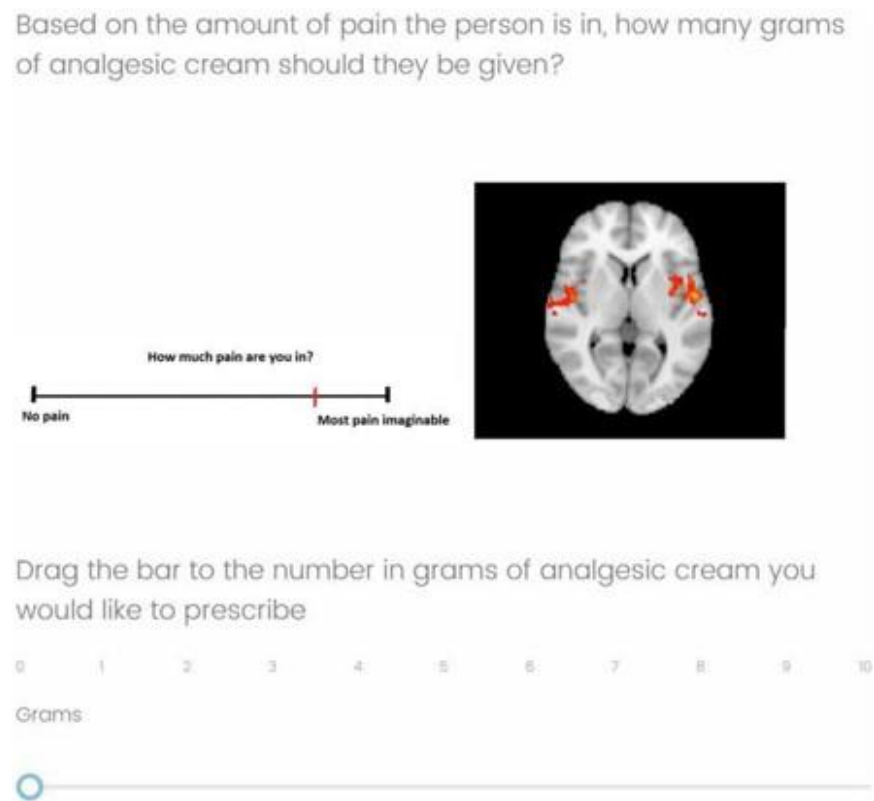 Based on the amount of pain the person is in, how many grams
of analgesic cream should they be given?
How much pain are you in?
No pain
Most pain imaginable
Drag the bar to the number in grams of analgesic cream you
would like to prescribe
0 1 2 3 4 5 6 7 8 9 10
Grams